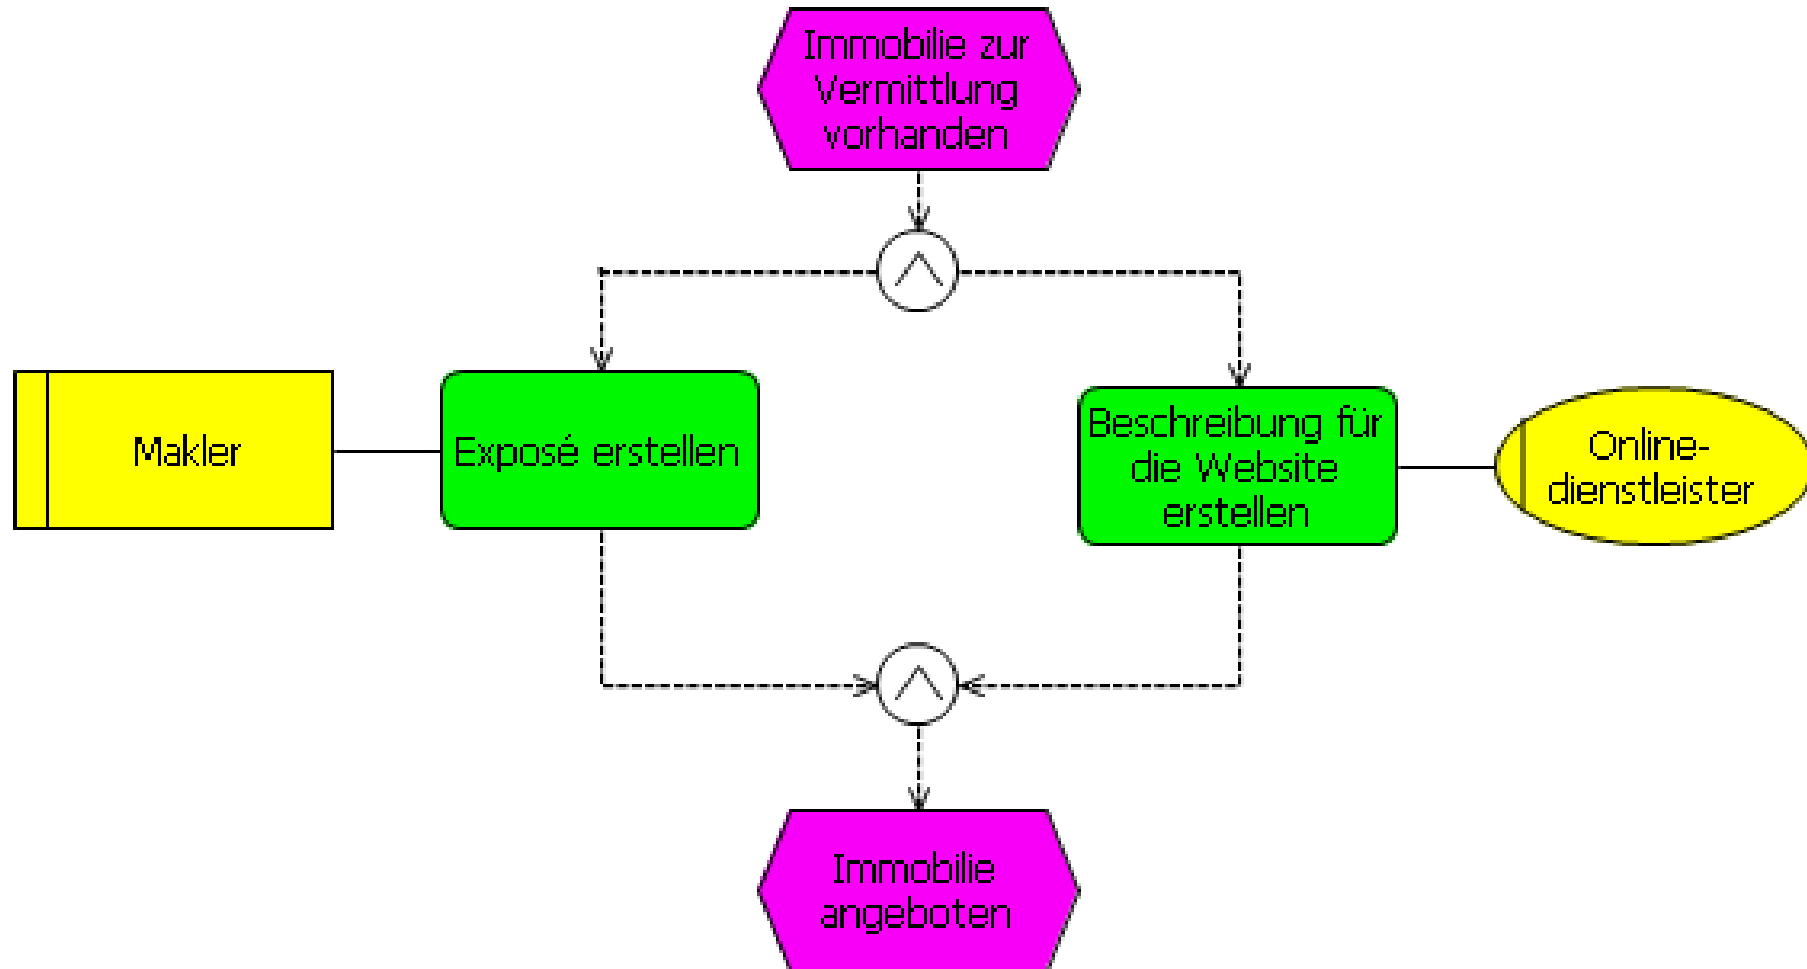 Immobilie zur
Vermittlung
vorhanden
Makler
Exposé erstellen
Beschreibung für
die Website
erstellen
Online-
dienstleister
Immobilie
angeboten